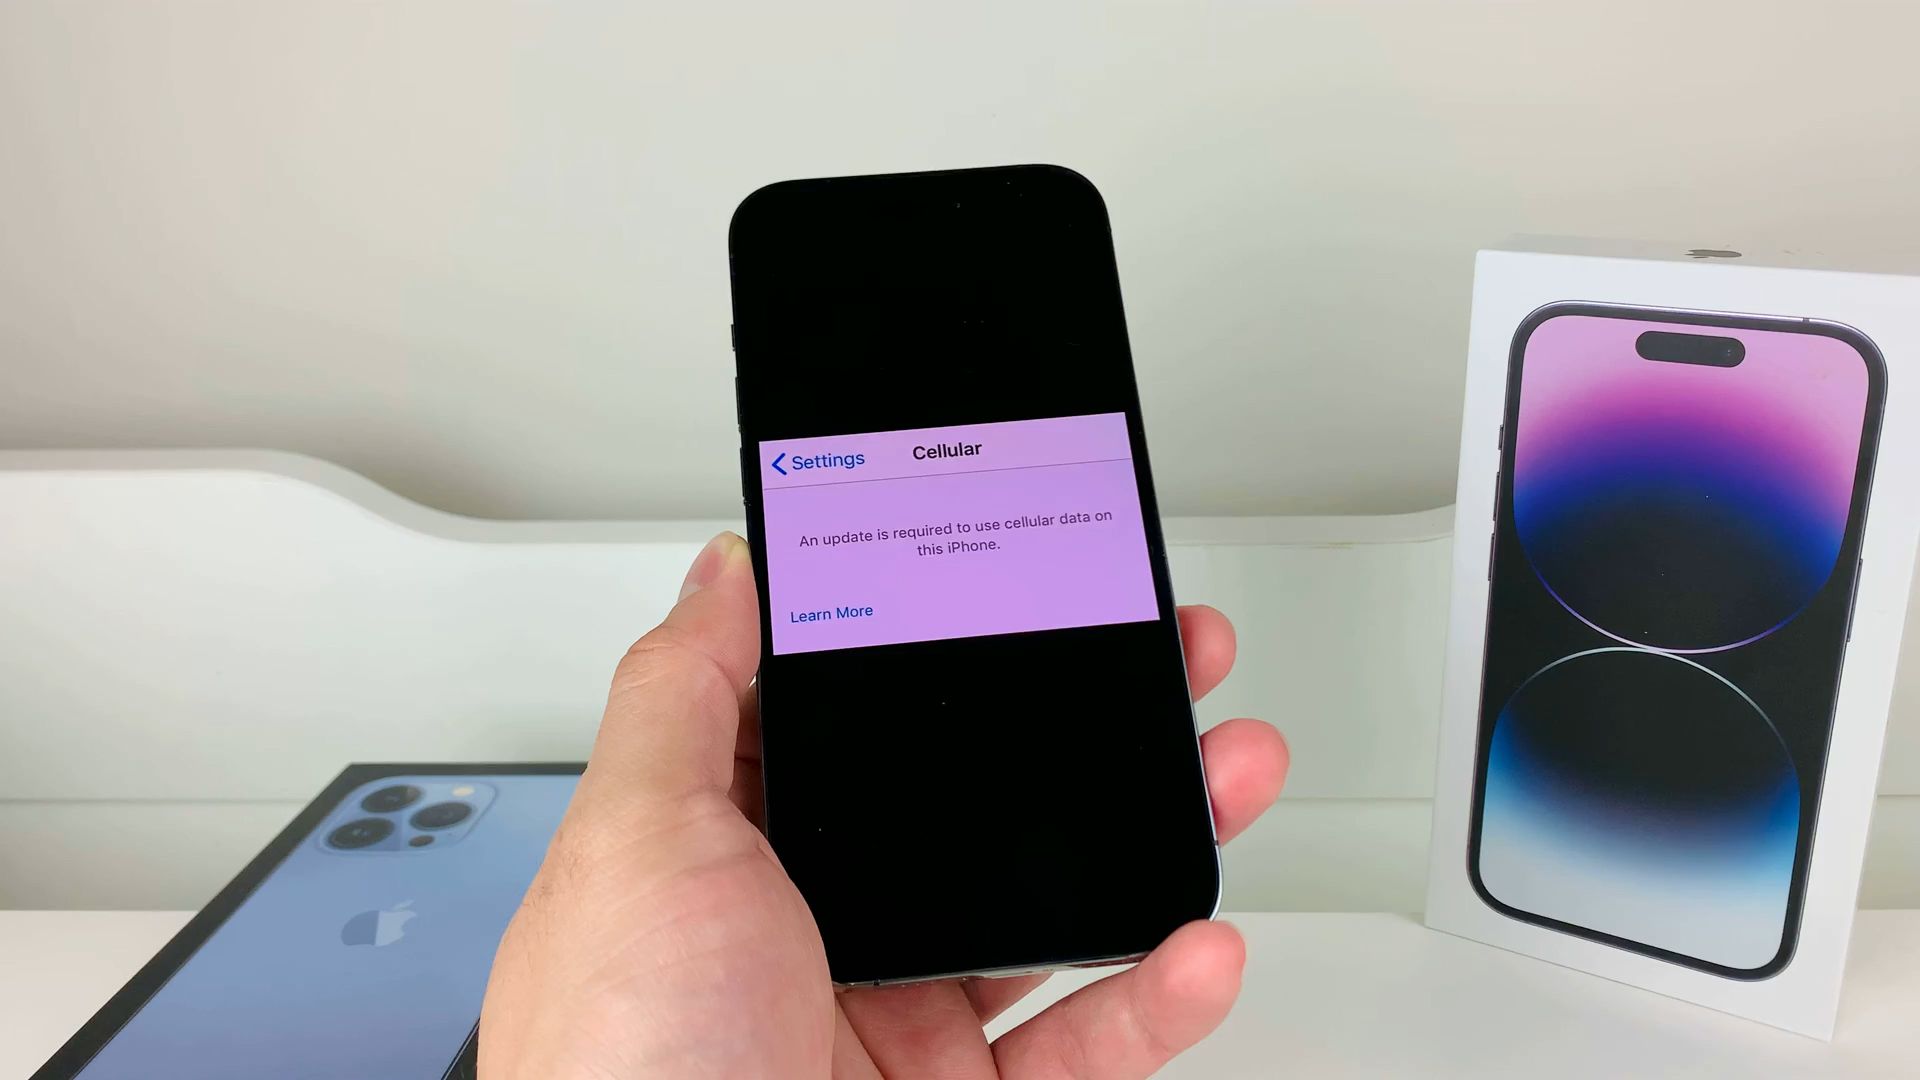 Settings
Cellular
An update is required to use cellular data on
this iPhone.
Learn More